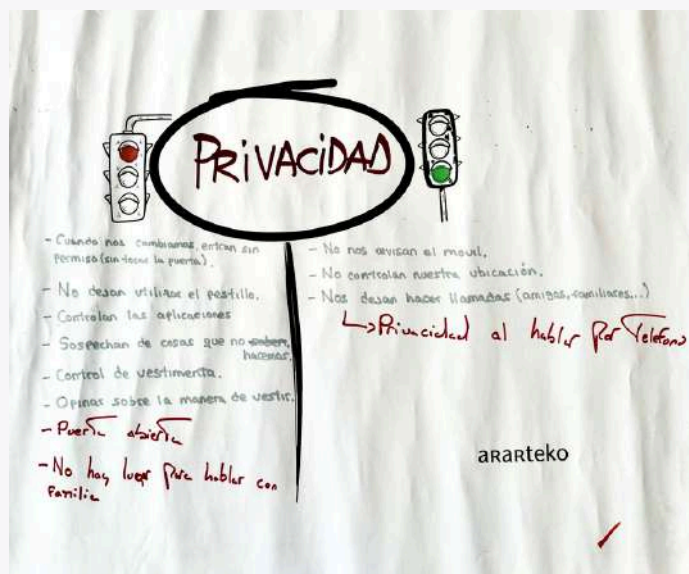 PRiVACiDAD
- Cuando nos cambiamos, entran sin
permiso (sin tocar la puerta).
- No dejan utilizar el pestillo.
- Controlan las aplicaciones
- Sospechan de cosas que no saben,
hacemos.
- Control de vestimenta.
- Opinas sobre la manera de vestir.
- Puerta abierta
- No hay lugar para hablar con
Familia
- No nos revisan el movil.
- No controlan nuestra ubicación.
- Nos dejan hacer llamadas (amigos, familiares...)
↳ Privacidad al hablar por Telefono
aRaRteko